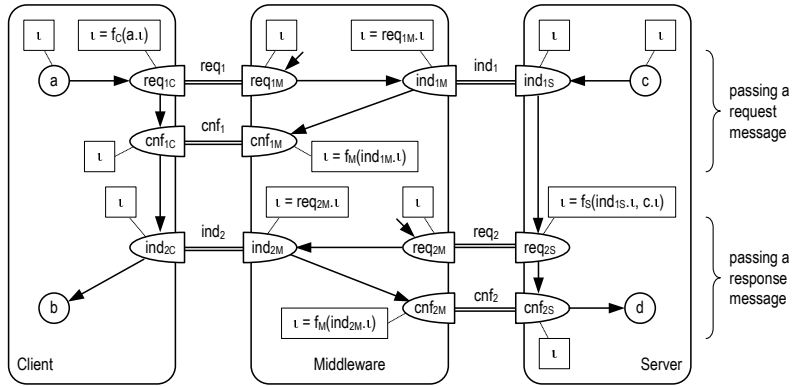 ι
ι = fC(a.ι)
ι
ι = req1M.ι
ι
ι
a
req1C
req1
req1M
ind1M
ind1
ind1S
c
passing a
request
message
cnf1C
cnf1
cnf1M
ι
ι = fM(ind1M.ι)
ι
ι = req2M.ι
ι
ι = fS(ind1S.ι, c.ι)
ind2C
ind2
ind2M
req2M
req2
req2S
passing a
response
message
b
ι = fM(ind2M.ι)
cnf2M
cnf2
cnf2S
d
ι
Client
Middleware
Server